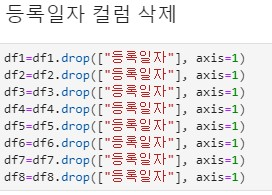 등록일자 컬럼 삭제
df1=df1.drop(["등록일자"], axis=1)
df2=df2.drop(["등록일자"], axis=1)
df3=df3.drop(["등록일자"], axis=1)
df4=df4.drop(["등록일자"], axis=1)
df5=df5.drop(["등록일자"], axis=1)
df6=df6.drop(["등록일자"], axis=1)
df7=df7.drop(["등록일자"], axis=1)
df8=df8.drop(["등록일자"], axis=1)